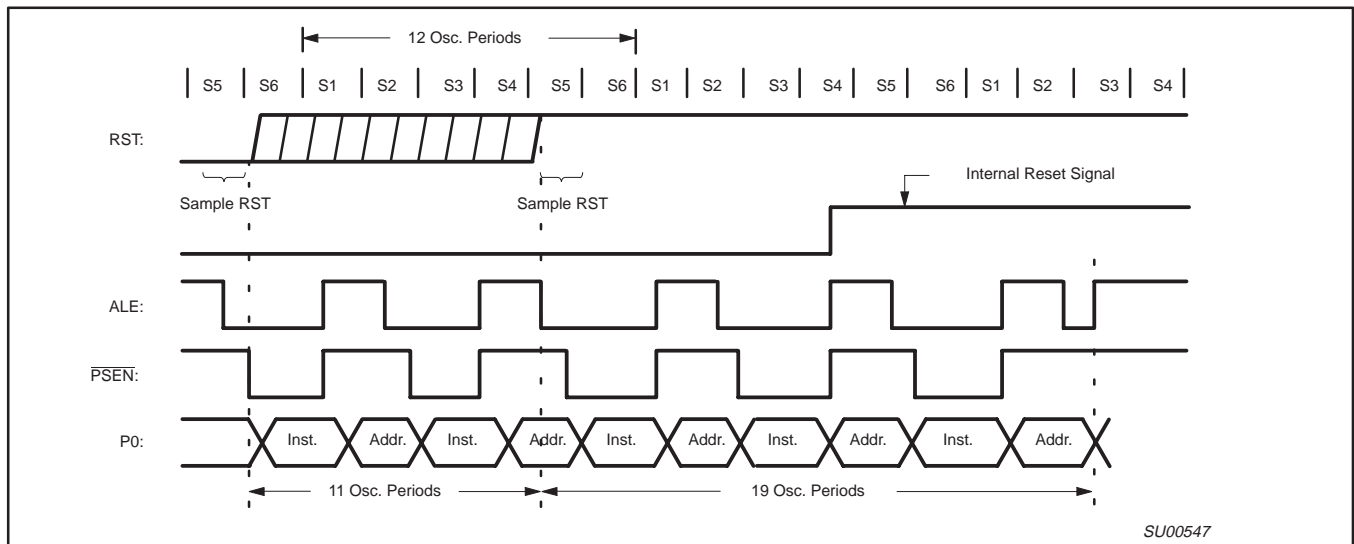 12 Osc. Periods
S5 S6 S1 S2 S3 S4 S5 S6 S1 S2 S3 S4 S5 S6 S1 S2 S3 S4
RST:
Internal Reset Signal
Sample RST Sample RST
ALE:
PSEN:
P0: Inst. Addr. Inst. Addr. Inst. Addr. Inst. Addr. Inst. Addr.
11 Osc. Periods 19 Osc. Periods
SU00547